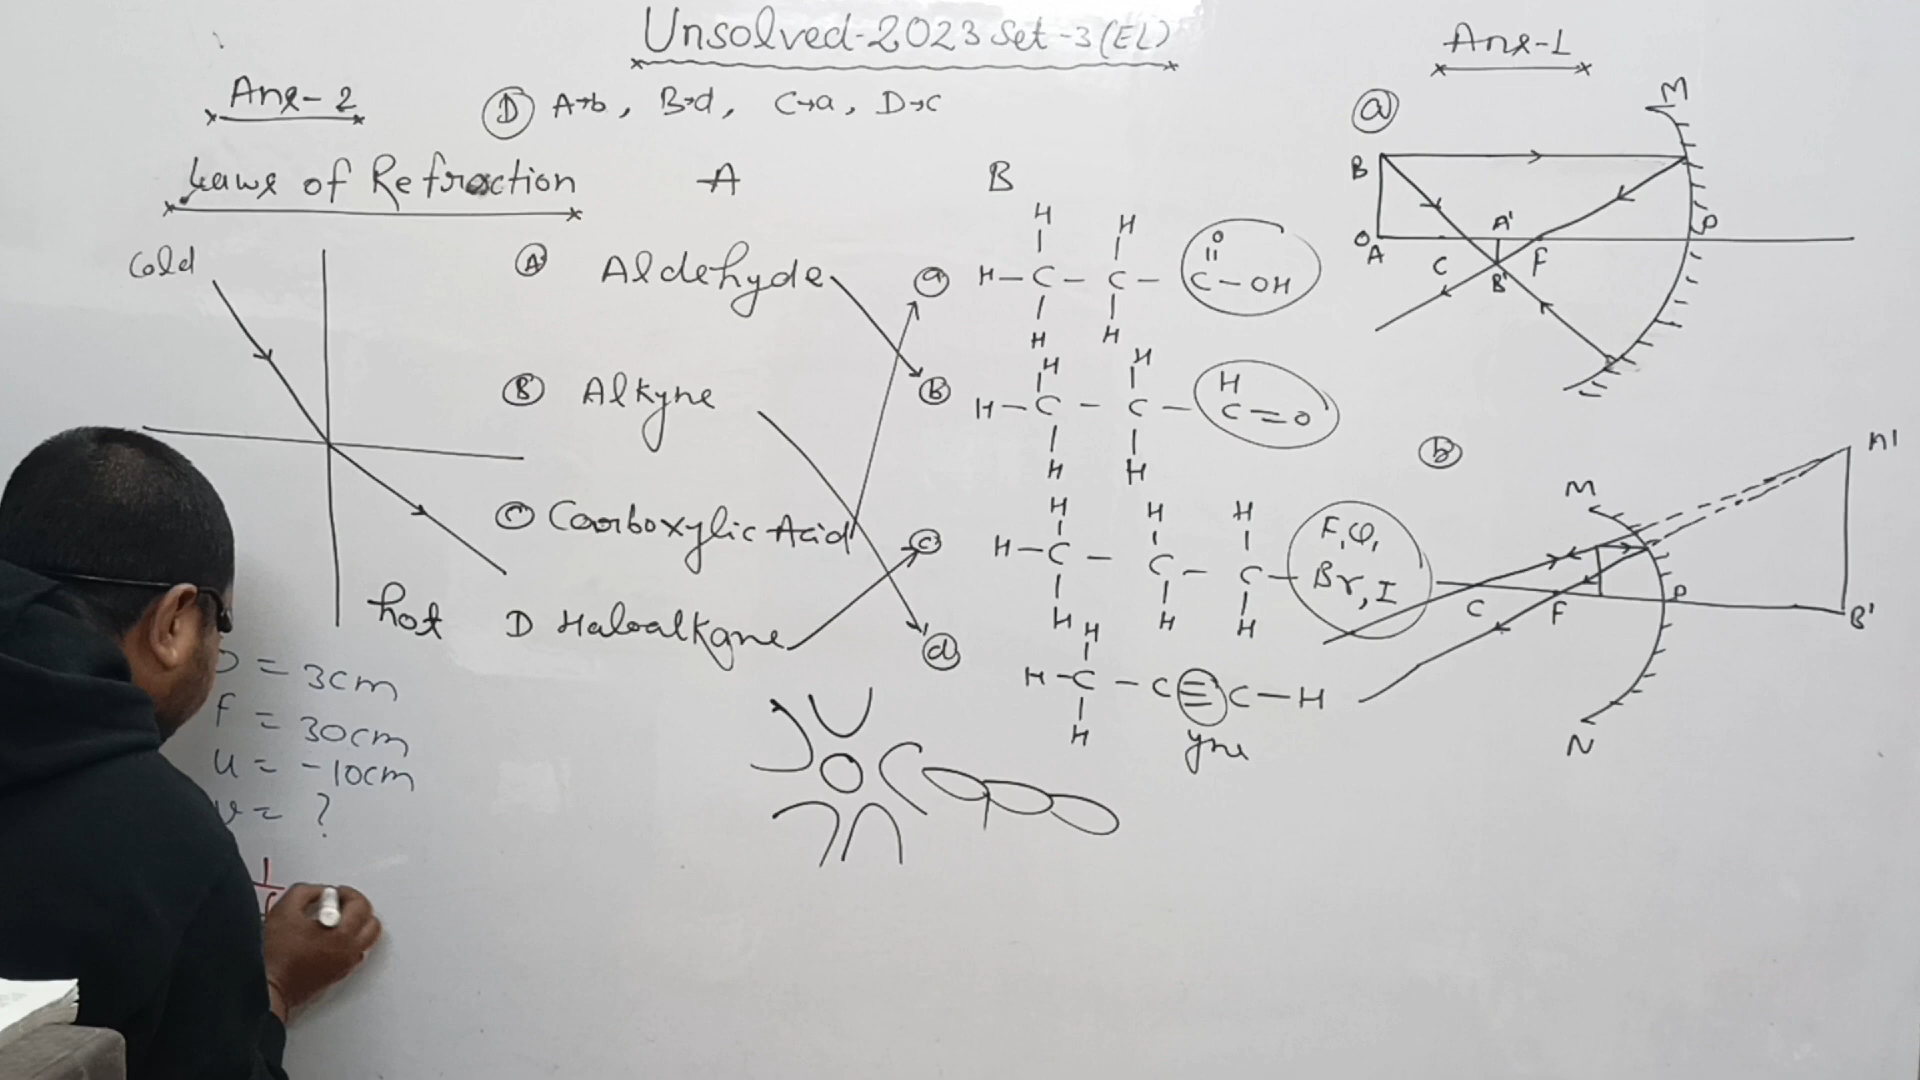 Unsolved-2023 Set-3 (EL)
Ans-1
Ans-2
D A→b, B→d, C→a, D→c
Laws of Refraction
A B
cold
hot
A Aldehyde
B Alkyne
C Carboxylic Acid
D Haloalkane
a
H H O
H-C-C-C-OH
H H
B
H H H
H-C-C-C=O
H H
c
H H H F, Cl,
H-C-C-C-Br, I
H H H
d
H
H-C-C≡C-H
H
yne
O = 3cm
f = 30cm
u = -10cm
v = ?
1
f
a
M
B
O A' P
A C B' F
b
A'
M
C F P B'
N